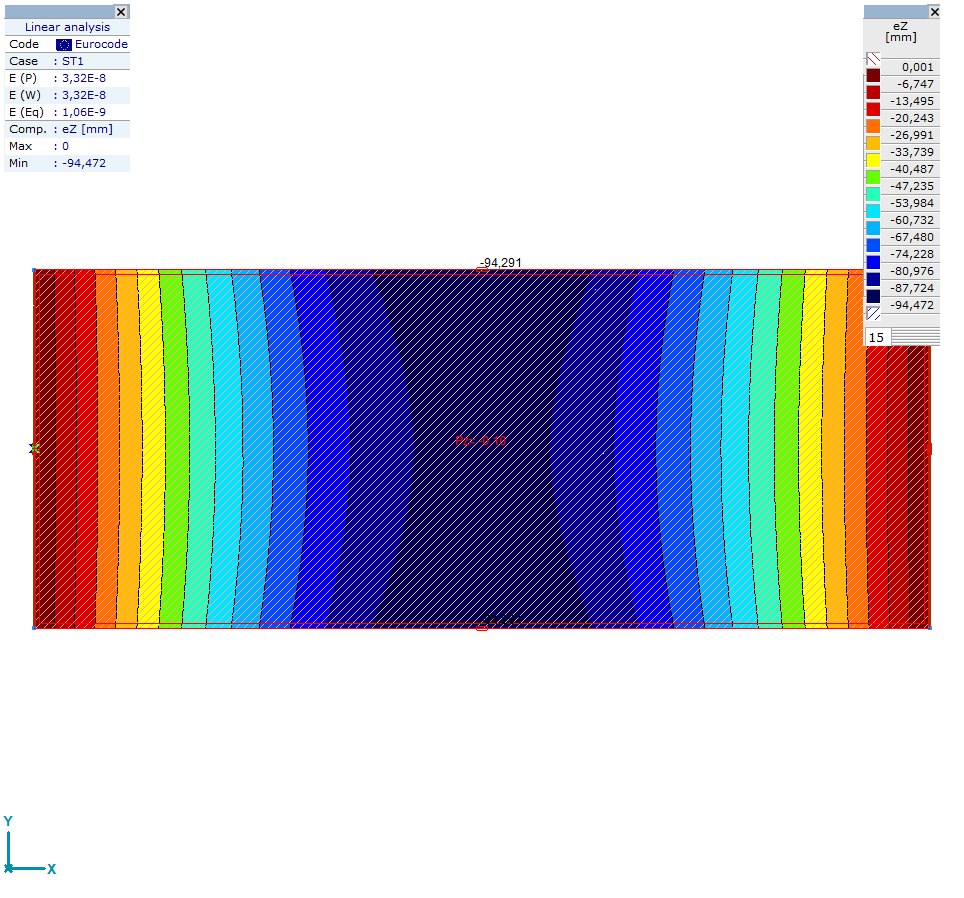 Linear analysis
Code Eurocode
Case : ST1
E (P) : 3,32E-8
E (W) : 3,32E-8
E (Eq) : 1,06E-9
Comp. : eZ [mm]
Max : 0
Min : -94,472
eZ
[mm]
0,001
-6,747
-13,495
-20,243
-26,991
-33,739
-40,487
-47,235
-53,984
-60,732
-67,480
-74,228
-80,976
-87,724
-94,472
15
-94,291
Y
X